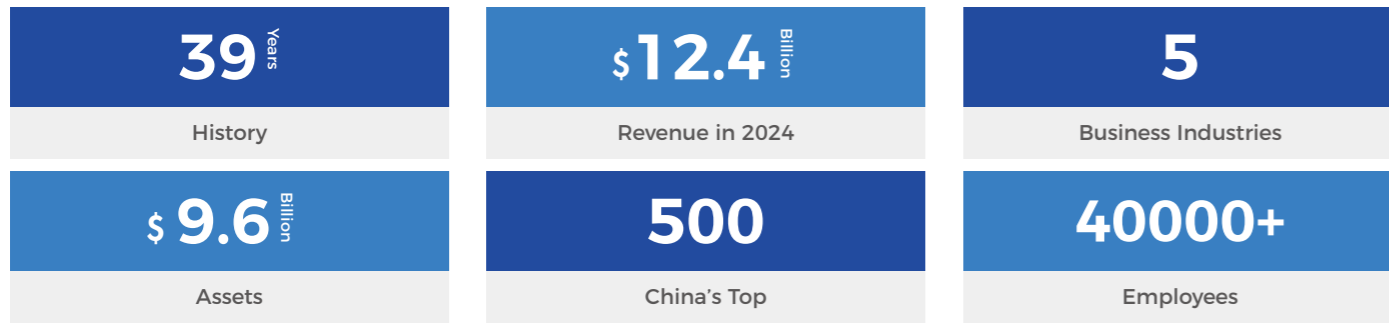 39 Years
History
$12.4 Billion
Revenue in 2024
5
Business Industries
$ 9.6 Billion
Assets
500
China’s Top
40000+
Employees